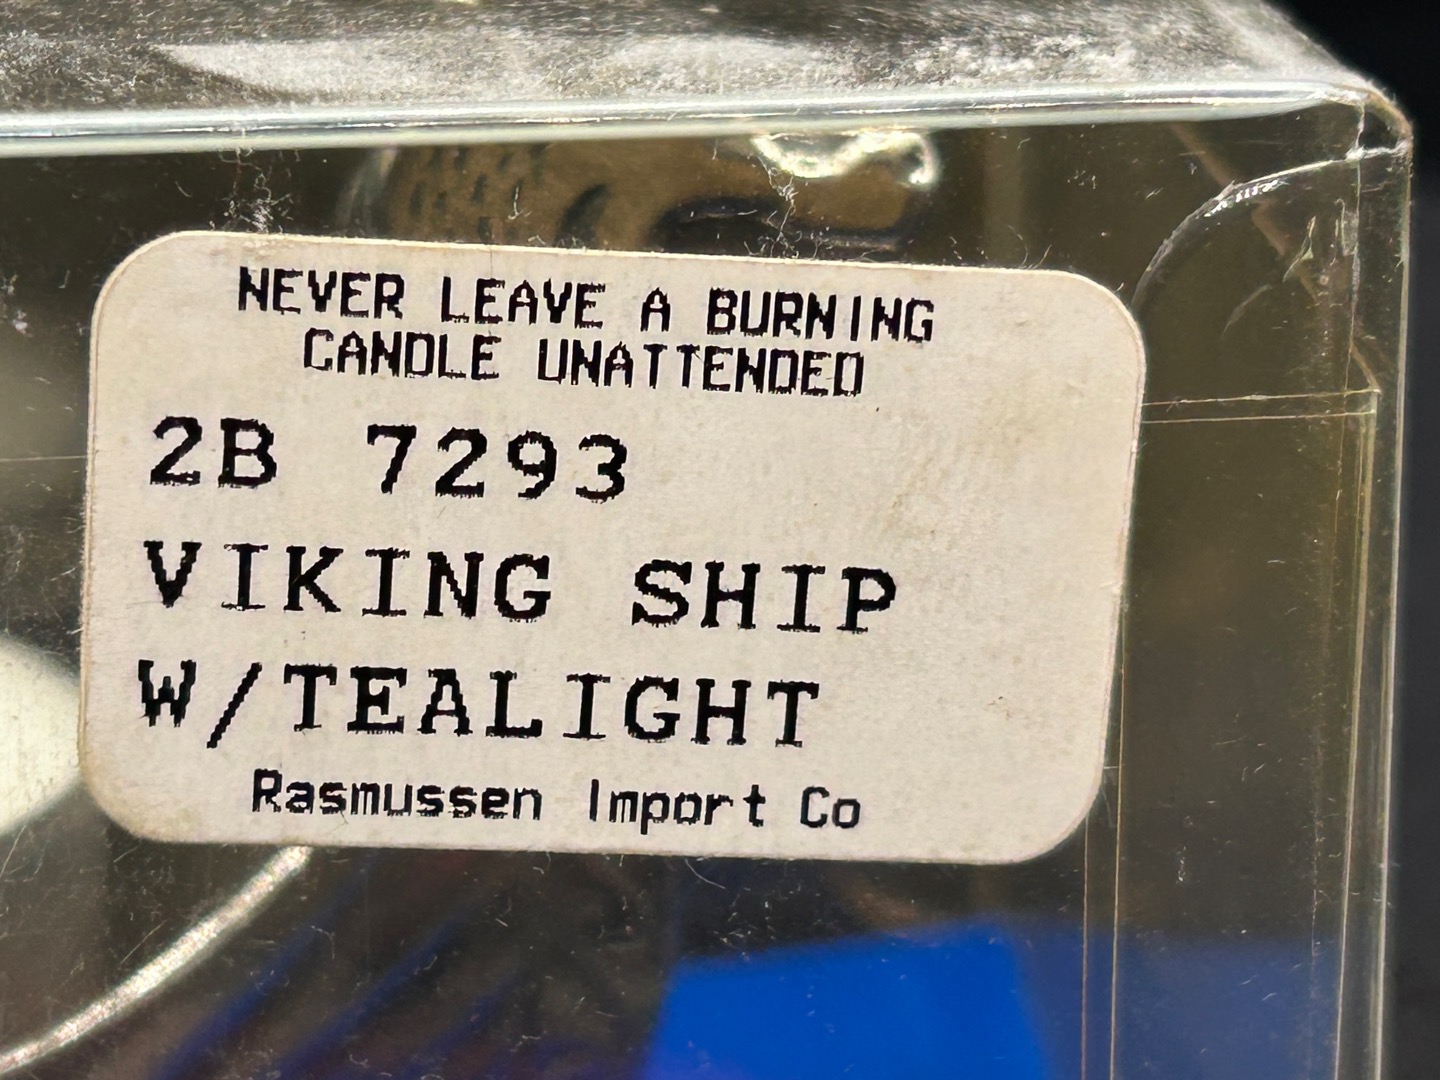 NEVER LEAVE A BURNING
CANDLE UNATTENDED
2B 7293
VIKING SHIP
W/TEALIGHT
Rasmussen Import Co